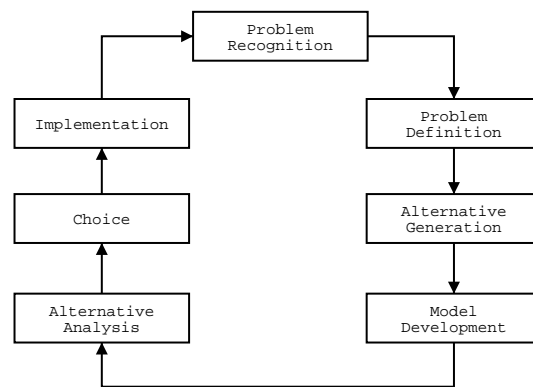 Problem
Recognition
Problem
Definition
Alternative
Generation
Model
Development
Alternative
Analysis
Choice
Implementation